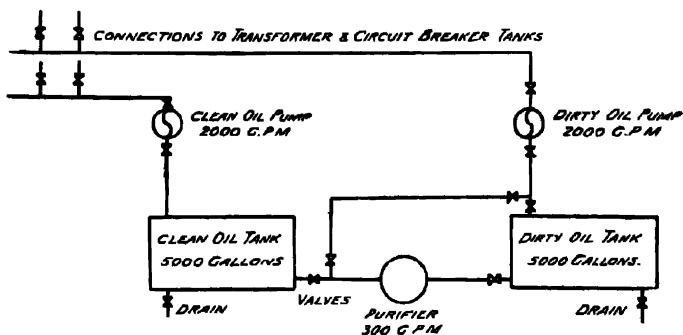 CONNECTIONS TO TRANSFORMER & CIRCUIT BREAKER TANKS
CLEAN OIL PUMP
2000 G.P.M
DIRTY OIL PUMP
2000 G.P.M
CLEAN OIL TANK
5000 GALLONS
DIRTY OIL TANK
5000 GALLONS.
DRAIN
VALVES
PURIFIER
300 G P M
DRAIN